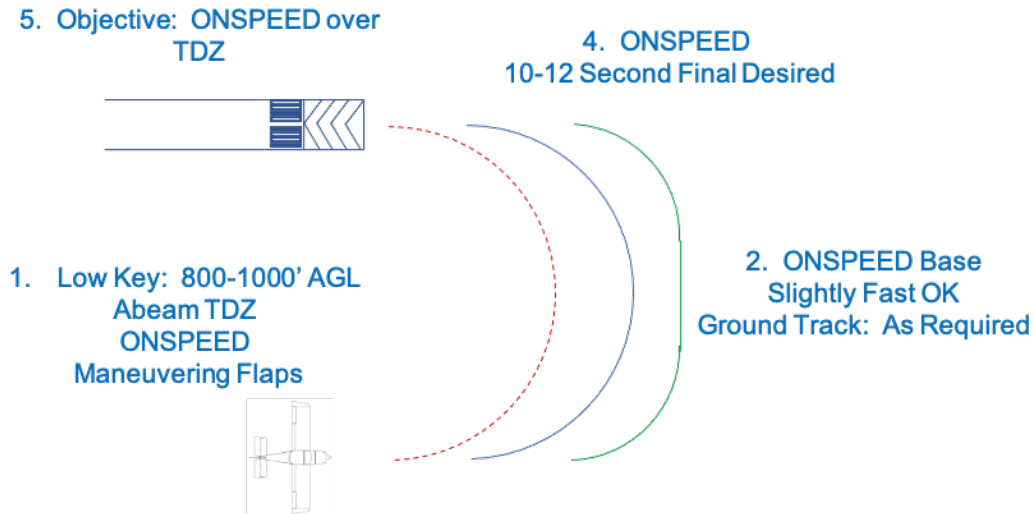 5. Objective: ONSPEED over
TDZ
4. ONSPEED
10-12 Second Final Desired
1. Low Key: 800-1000' AGL
Abeam TDZ
ONSPEED
Maneuvering Flaps
2. ONSPEED Base
Slightly Fast OK
Ground Track: As Required